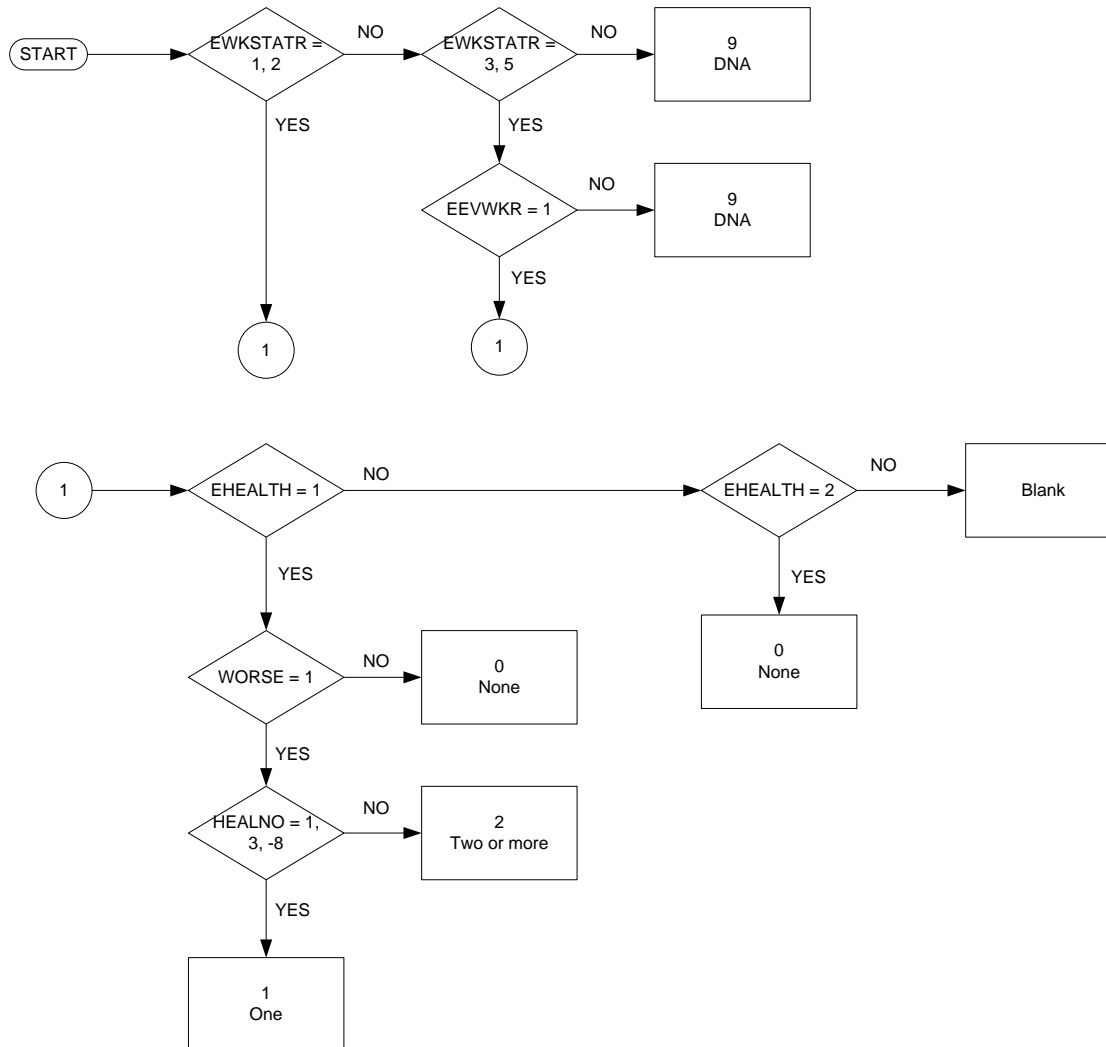 START
EWKSTATR =
1, 2
NO
EWKSTATR =
3, 5
NO
9
DNA
YES
YES
EEVWKR = 1
NO
9
DNA
YES
1
1
1
EHEALTH = 1
NO
EHEALTH = 2
NO
Blank
YES
YES
0
None
WORSE = 1
NO
0
None
YES
HEALNO = 1,
3, -8
NO
2
Two or more
YES
1
One